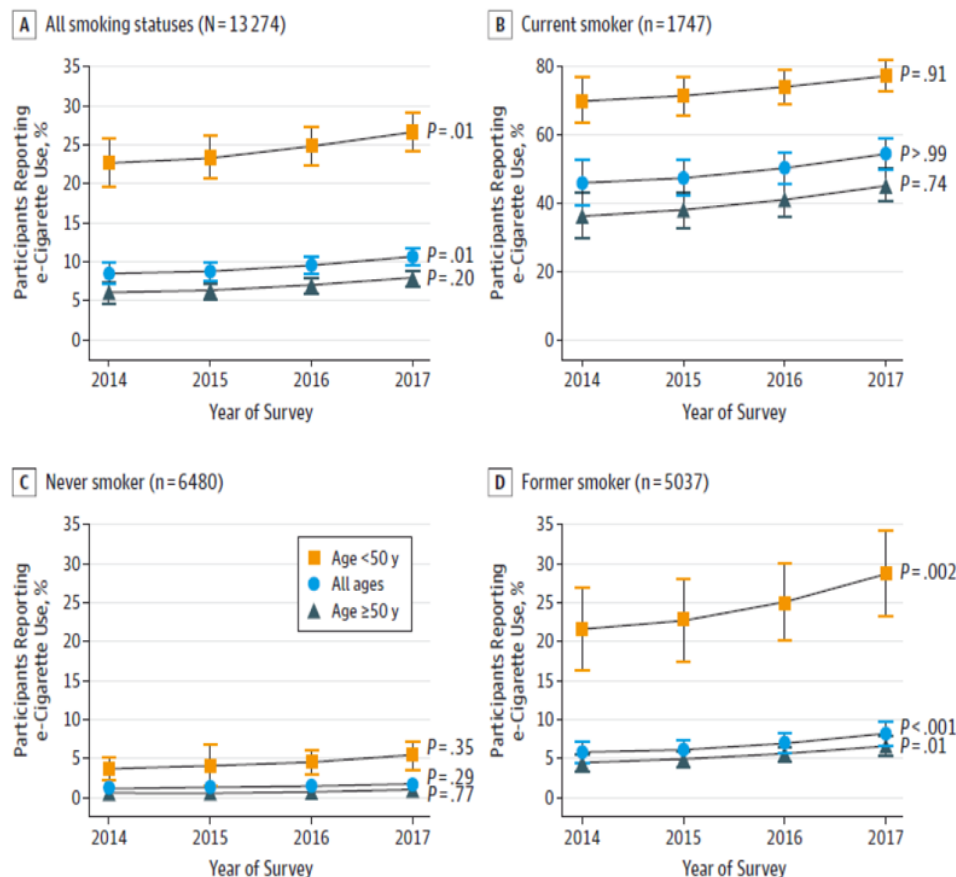 A All smoking statuses (N = 13 274)
Participants Reporting
e-Cigarette Use, %
35
30
25
20
15
10
5
0
P = .01
P = .01
P = .20
2014 2015 2016 2017
Year of Survey
B Current smoker (n = 1747)
Participants Reporting
e-Cigarette Use, %
80
60
40
20
0
P = .91
P > .99
P = .74
2014 2015 2016 2017
Year of Survey
C Never smoker (n = 6480)
Participants Reporting
e-Cigarette Use, %
35
30
25
20
15
10
5
0
Age <50 y
All ages
Age ≥50 y
P = .35
P = .29
P = .77
2014 2015 2016 2017
Year of Survey
D Former smoker (n = 5037)
Participants Reporting
e-Cigarette Use, %
35
30
25
20
15
10
5
0
P = .002
P < .001
P = .01
2014 2015 2016 2017
Year of Survey